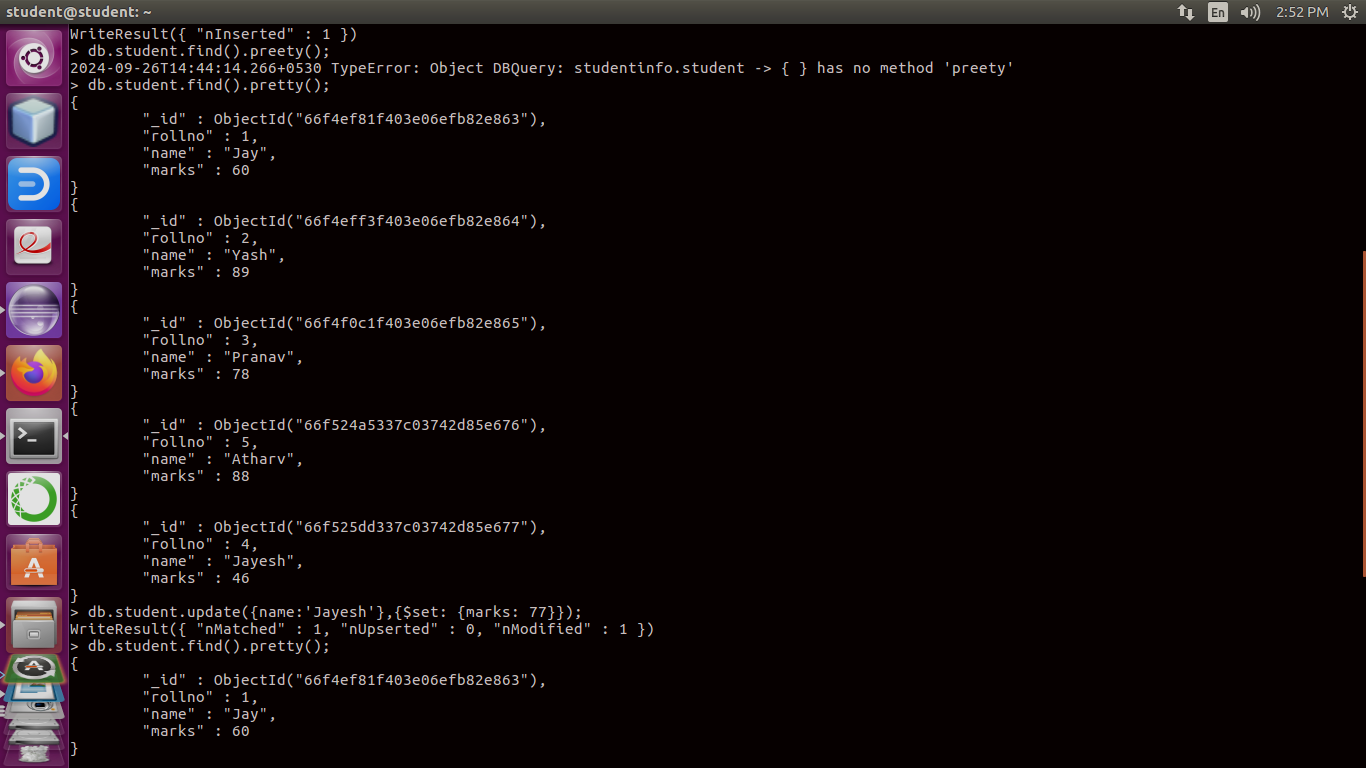 student@student: ~
En
2:52 PM
WriteResult({ "nInserted" : 1 })
> db.student.find().preety();
2024-09-26T14:44:14.266+0530 TypeError: Object DBQuery: studentinfo.student -> { } has no method 'preety'
> db.student.find().pretty();
{
"_id" : ObjectId("66f4ef81f403e06efb82e863"),
"rollno" : 1,
"name" : "Jay",
"marks" : 60
}
{
"_id" : ObjectId("66f4eff3f403e06efb82e864"),
"rollno" : 2,
"name" : "Yash",
"marks" : 89
}
{
"_id" : ObjectId("66f4f0c1f403e06efb82e865"),
"rollno" : 3,
"name" : "Pranav",
"marks" : 78
}
{
"_id" : ObjectId("66f524a5337c03742d85e676"),
"rollno" : 5,
"name" : "Atharv",
"marks" : 88
}
{
"_id" : ObjectId("66f525dd337c03742d85e677"),
"rollno" : 4,
"name" : "Jayesh",
"marks" : 46
}
> db.student.update({name:'Jayesh'},{$set: {marks: 77}});
WriteResult({ "nMatched" : 1, "nUpserted" : 0, "nModified" : 1 })
> db.student.find().pretty();
{
"_id" : ObjectId("66f4ef81f403e06efb82e863"),
"rollno" : 1,
"name" : "Jay",
"marks" : 60
}